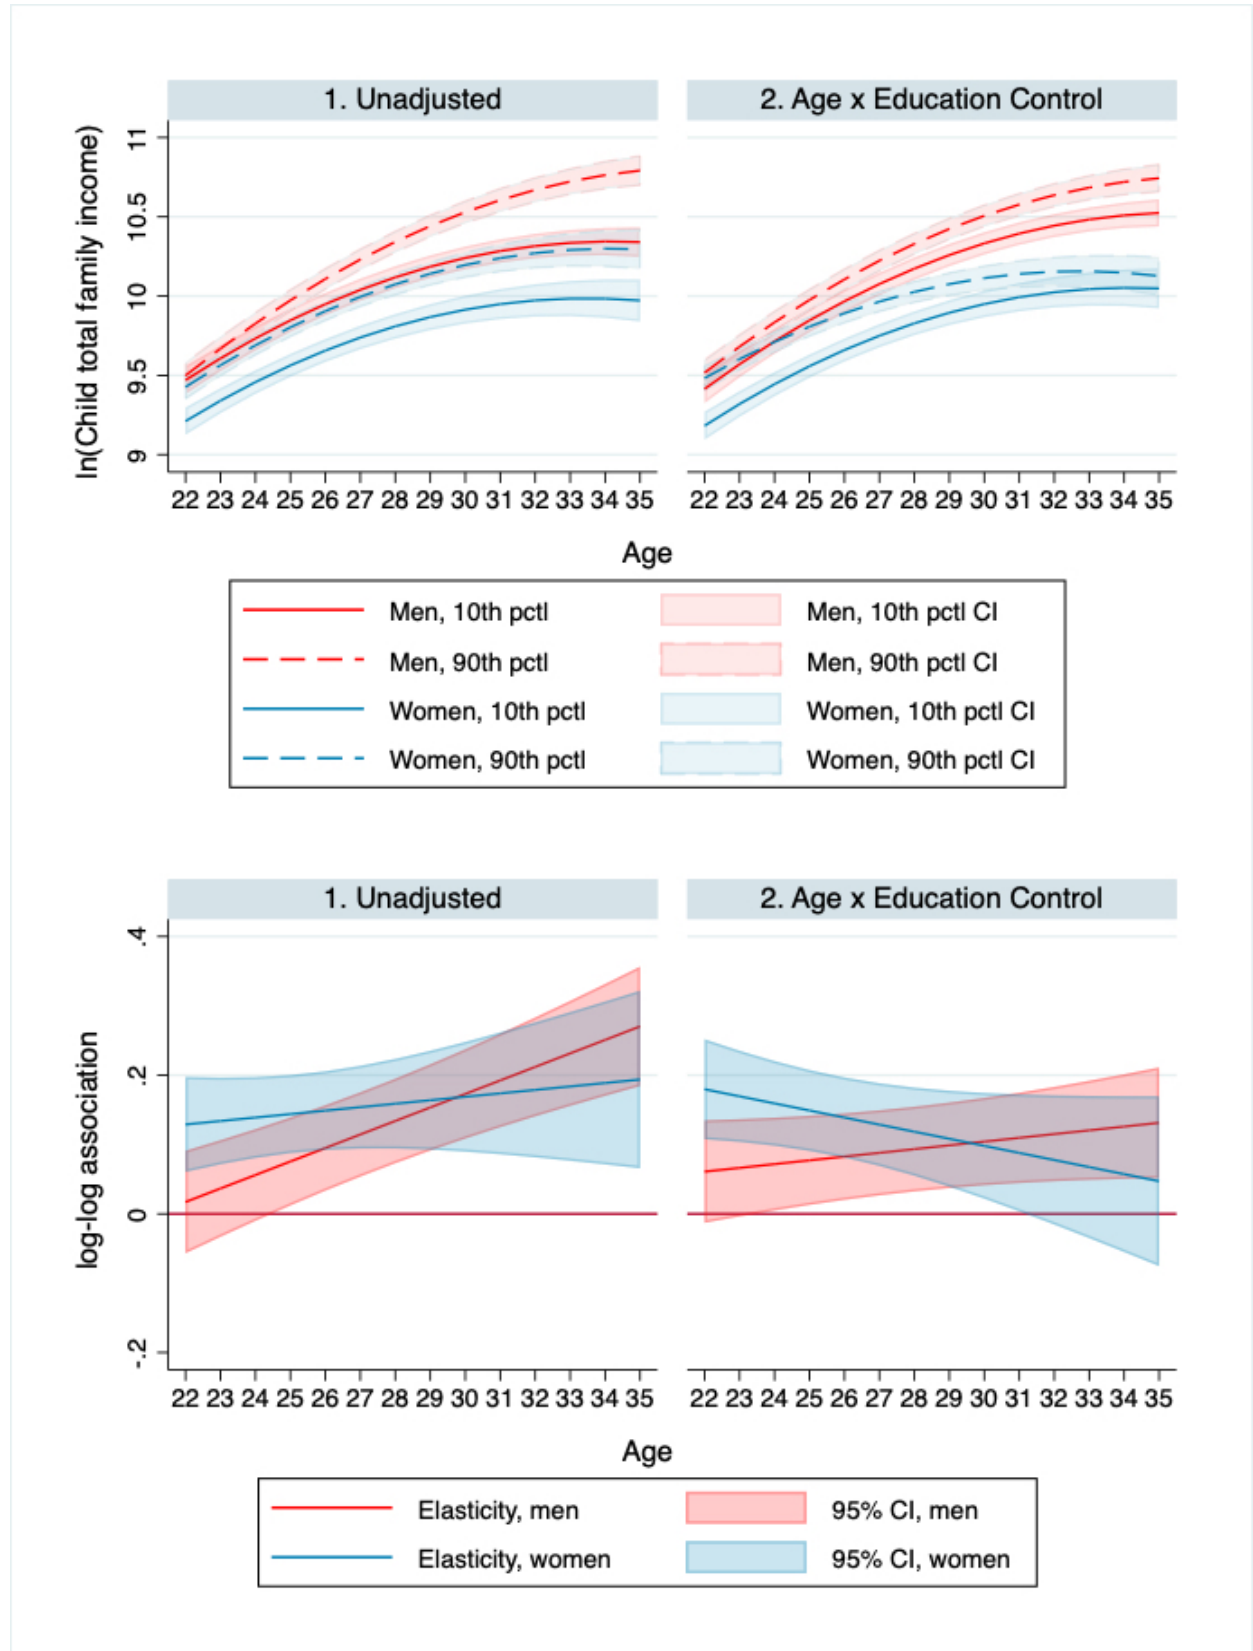 1. Unadjusted
2. Age x Education Control
ln(Child total family income)
11
10.5
10
9.5
9
22 23 24 25 26 27 28 29 30 31 32 33 34 35
22 23 24 25 26 27 28 29 30 31 32 33 34 35
Age
Men, 10th pctl
Men, 10th pctl CI
Men, 90th pctl
Men, 90th pctl CI
Women, 10th pctl
Women, 10th pctl CI
Women, 90th pctl
Women, 90th pctl CI
1. Unadjusted
2. Age x Education Control
log-log association
.4
.2
0
-.2
22 23 24 25 26 27 28 29 30 31 32 33 34 35
22 23 24 25 26 27 28 29 30 31 32 33 34 35
Age
Elasticity, men
95% CI, men
Elasticity, women
95% CI, women